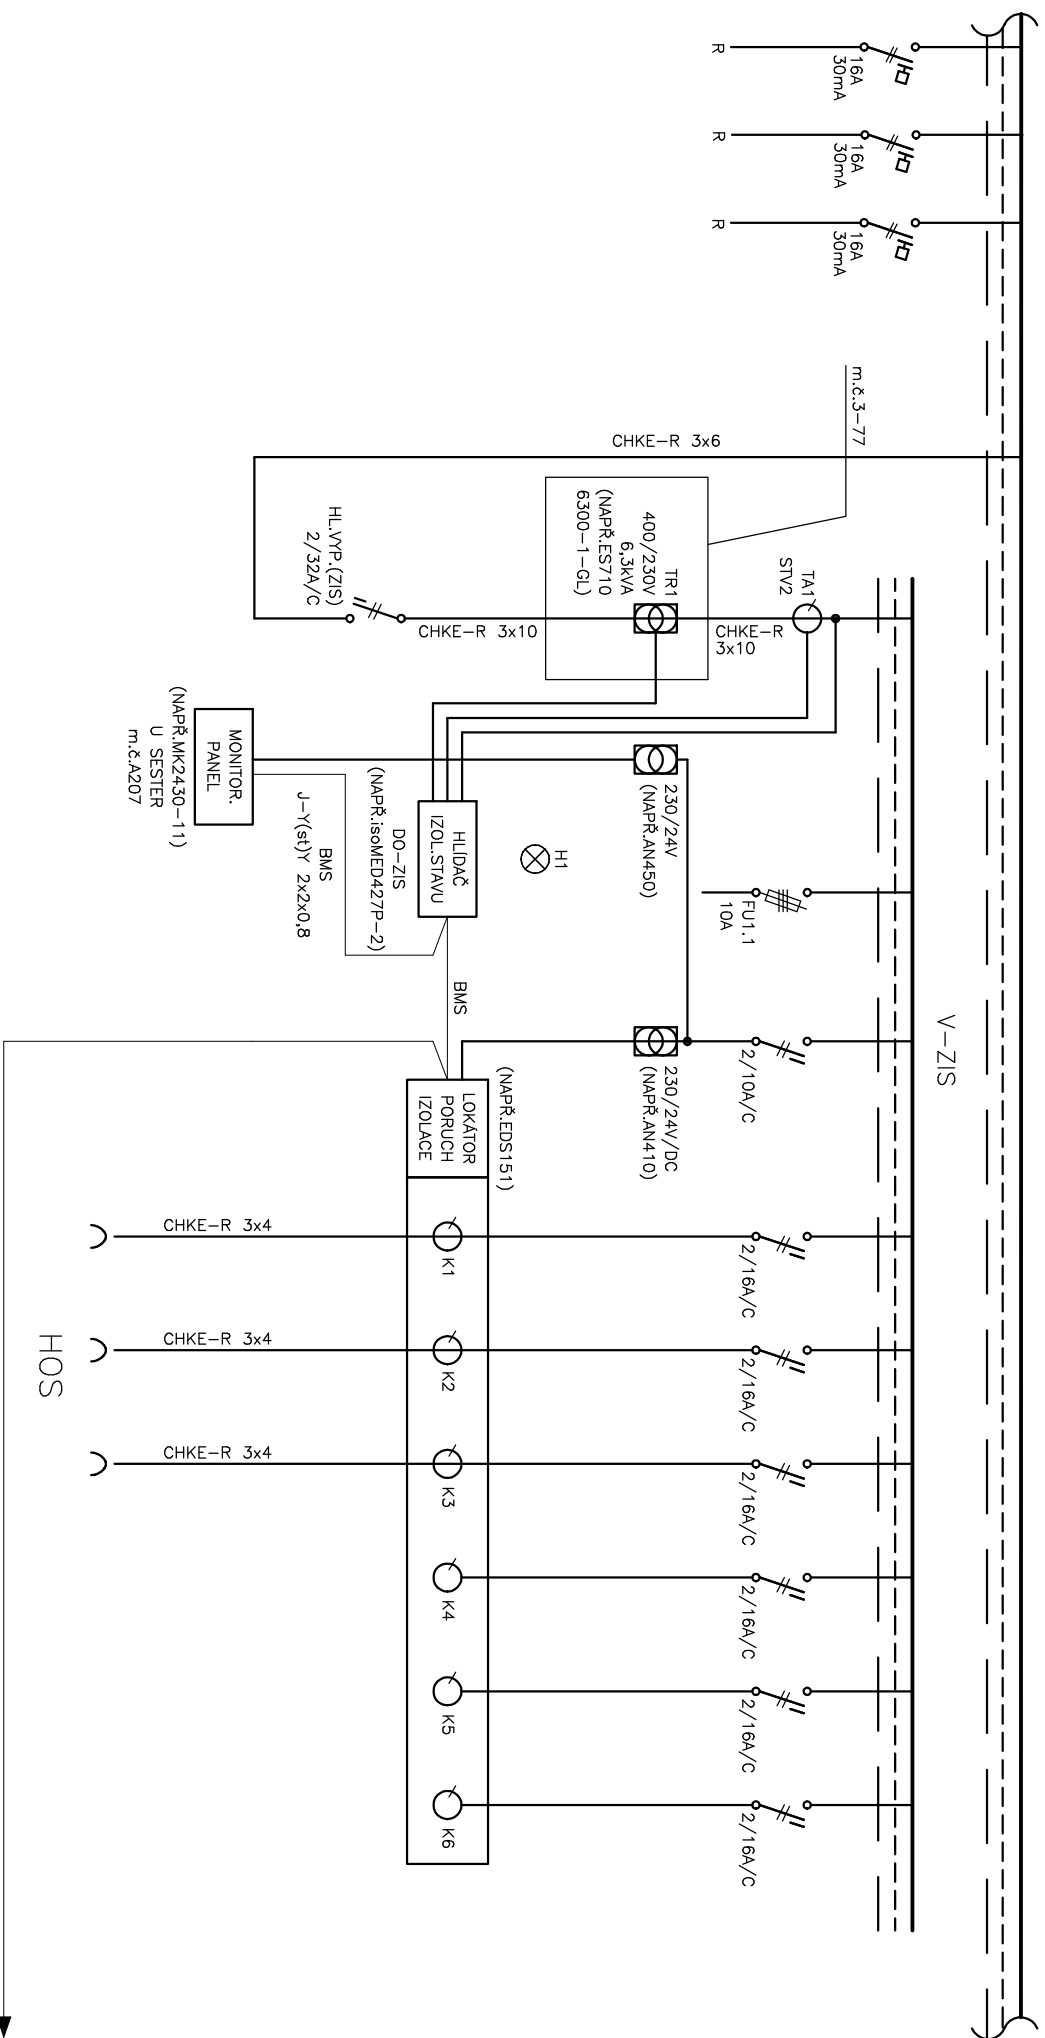 R
16A
30mA
R
16A
30mA
R
16A
30mA
m.č.3-77
CHKE-R 3x6
TR1
400/230V
6,3kVA
(NAPŘ.ES710
6300-1-GL)
TA1
STV2
CHKE-R
3x10
CHKE-R 3x10
HL.VYP.(ZIS)
2/32A/C
V-ZIS
230/24V
(NAPŘ.AN450)
FU1.1
10A
H1
HLÍDAČ
IZOL.STAVU
DO-ZIS
(NAPŘ.isoMED427P-2)
MONITOR.
PANEL
(NAPŘ.MK2430-11)
U SESTER
m.č.A207
BMS
J-Y(st)Y 2x2x0,8
BMS
2/10A/C
230/24V/DC
(NAPŘ.AN410)
(NAPŘ.EDS151)
LOKÁTOR
PORUCH
IZOLACE
2/16A/C
2/16A/C
2/16A/C
2/16A/C
2/16A/C
2/16A/C
K1
K2
K3
K4
K5
K6
CHKE-R 3x4
CHKE-R 3x4
CHKE-R 3x4
HOS